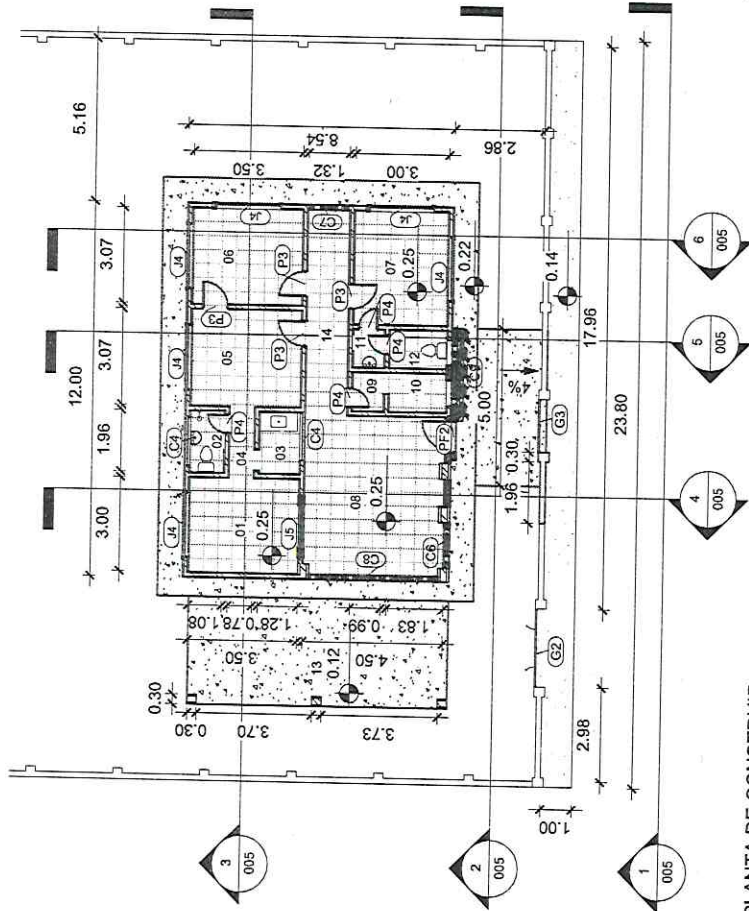 5.16
12.00
3.07
3.07
1.96
3.00
8.54
3.50
1.32
3.00
2.86
J4
J4
J4
C4
J4
06
05
02
P3
P3
P3
P4
04
03
01
0.25
J5
C7
14
C4
J4
07
0.25
J4
P3
P4
11
P4
12
09
P4
10
08
0.25
C8
C6
PF2
0.22
0.14
4%
5.00
0.30
1.96
G3
17.96
23.80
G2
2.98
1.00
1.08
0.78
1.28
3.50
0.99
1.83
4.50
13
0.12
0.30
0.30
3.70
3.73
3
005
2
005
1
005
4
005
5
005
6
005
PLANTA DE